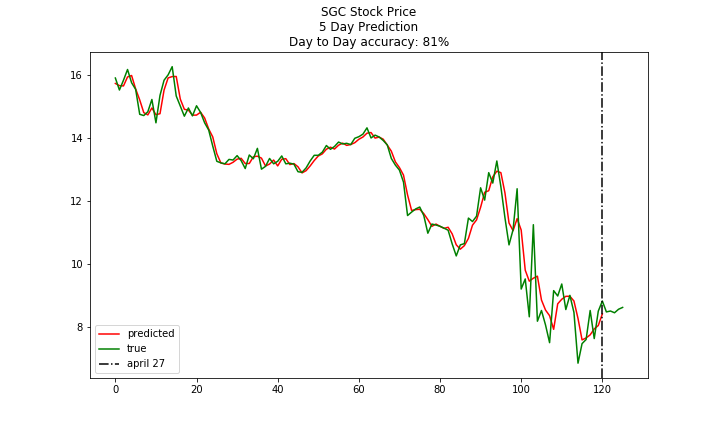 SGC Stock Price
5 Day Prediction
Day to Day accuracy: 81%
16
14
12
10
8
predicted
true
april 27
0 20 40 60 80 100 120